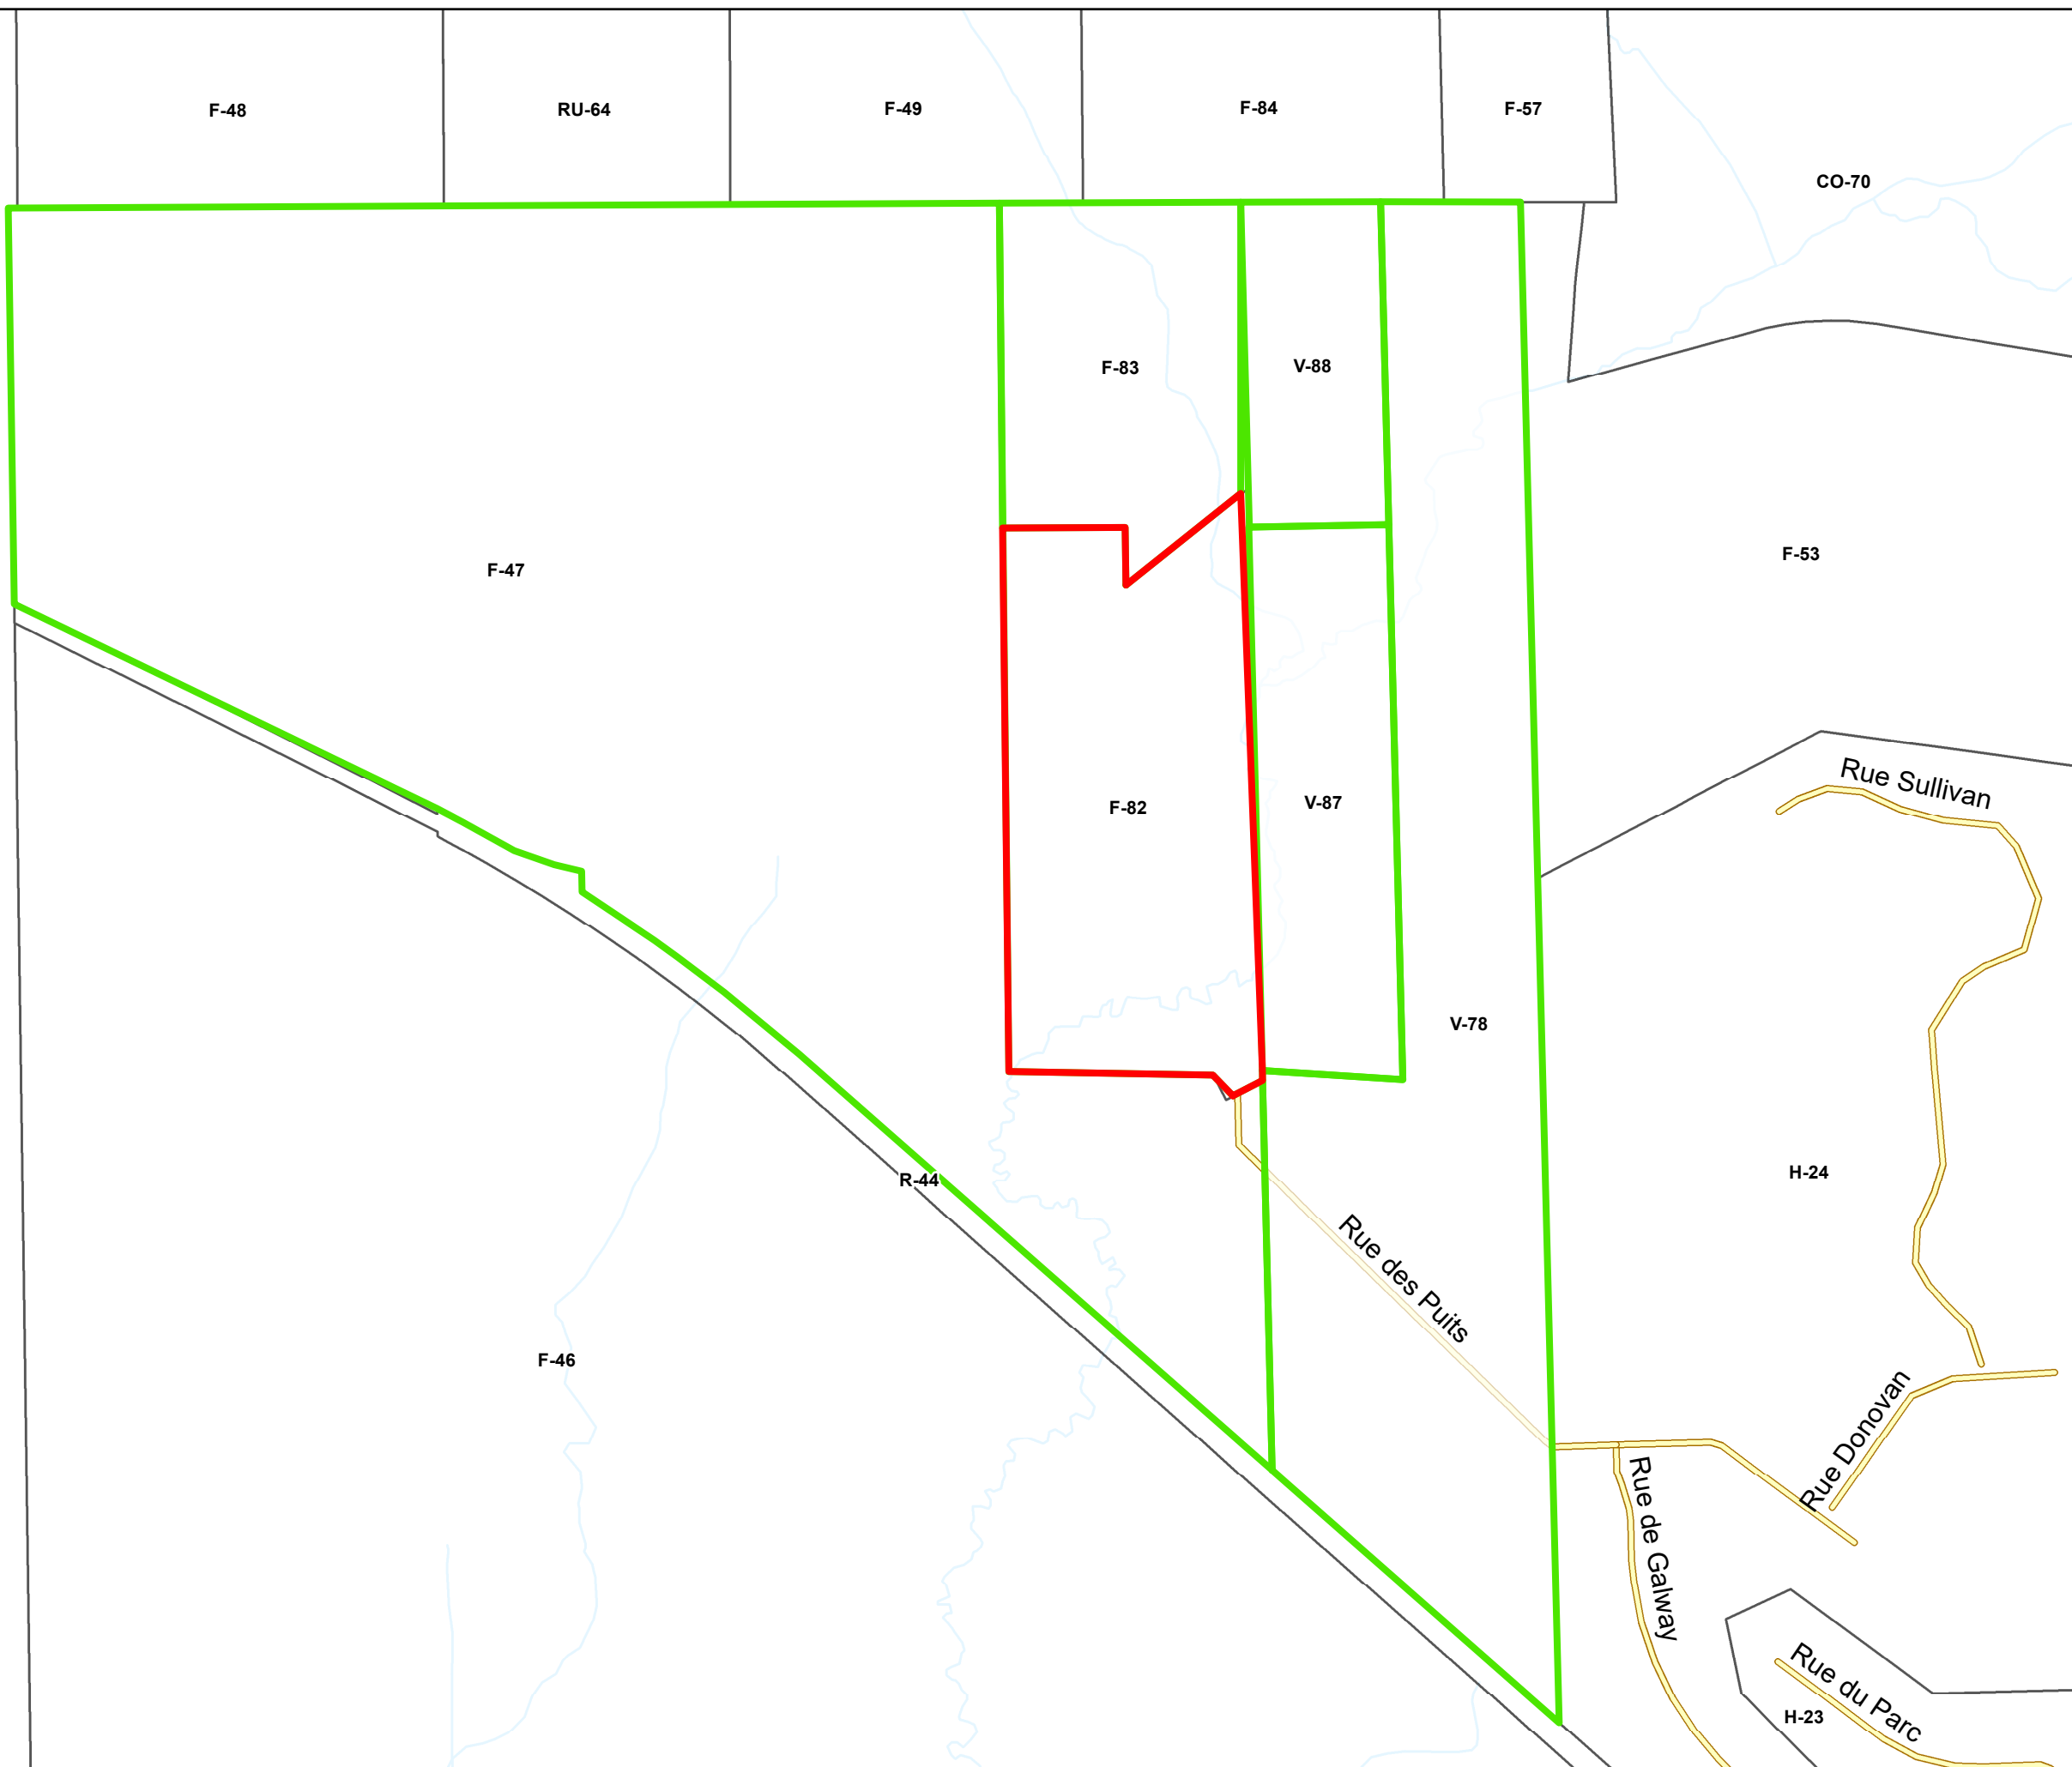 F-48
RU-64
F-49
F-84
F-57
CO-70
F-83
V-88
F-47
F-53
Rue Sullivan
F-82
V-87
V-78
H-24
R-44
Rue des Puits
F-46
Rue Donovan
Rue de Galway
Rue du Parc
H-23